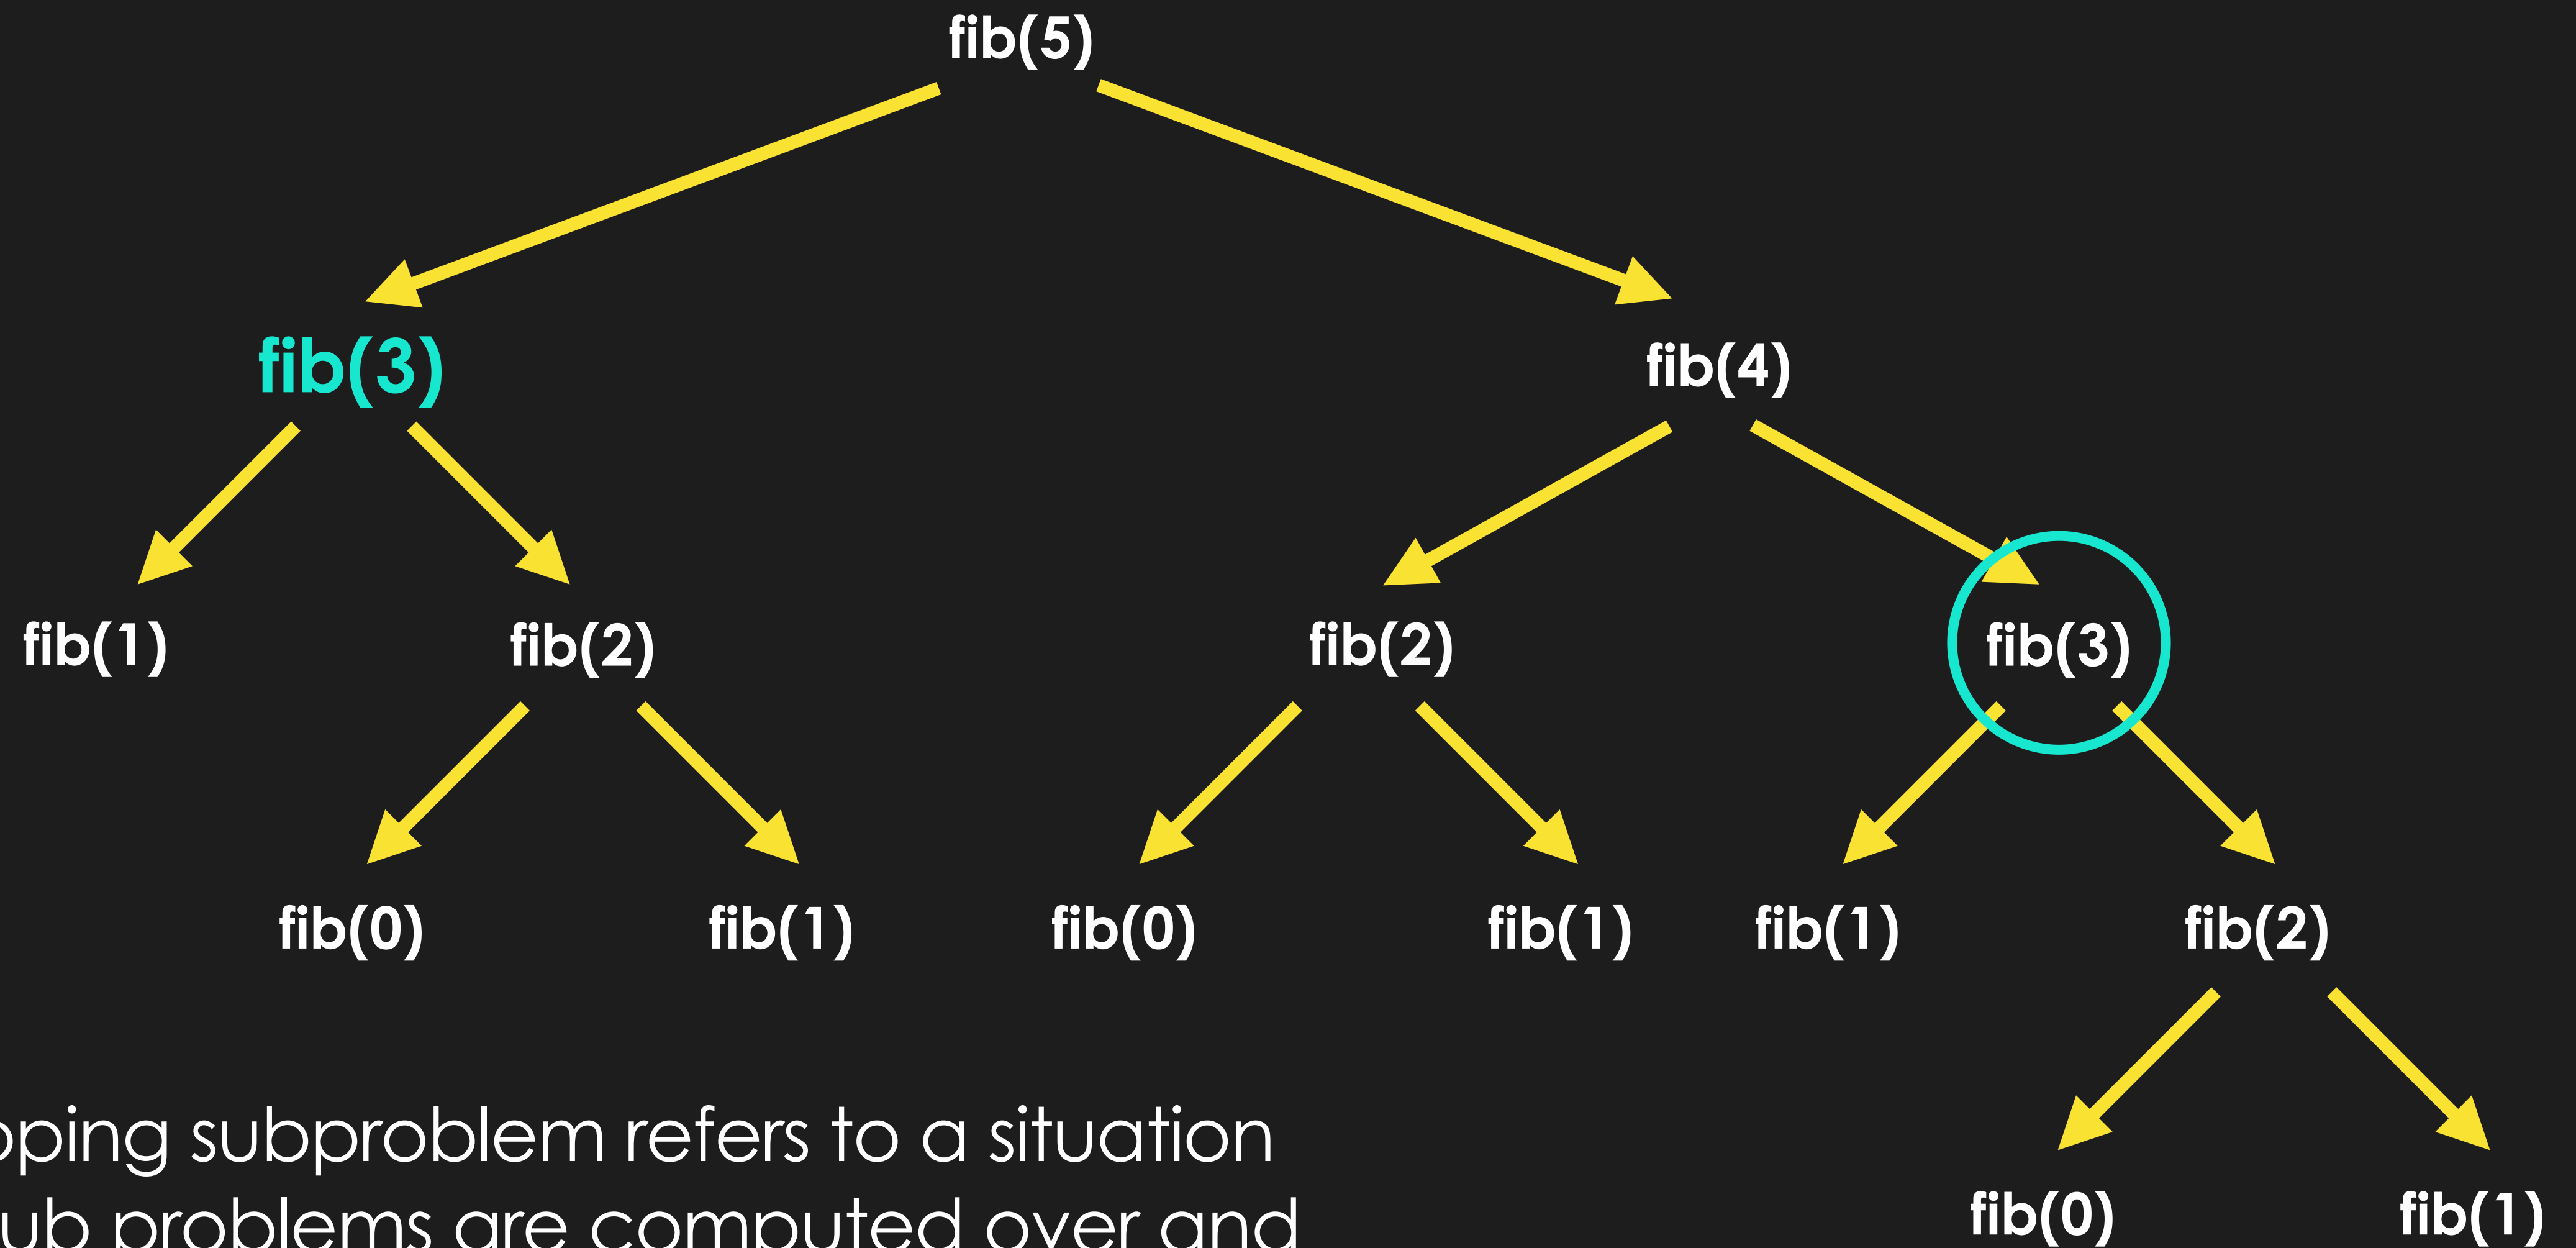 fib(5)
fib(3) fib(4)
fib(1) fib(2) fib(2) fib(3)
fib(0) fib(1) fib(0) fib(1) fib(1) fib(2)
pping subproblem refers to a situation
ub problems are computed over and
fib(0) fib(1)